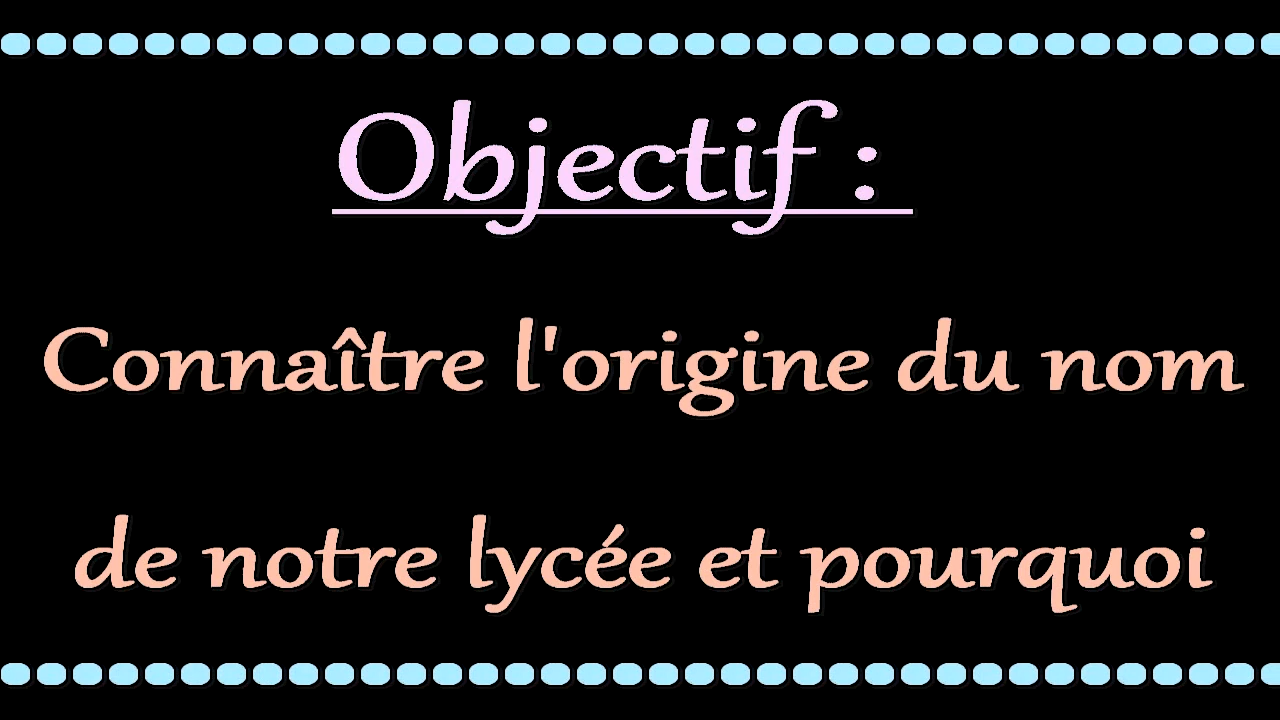 Objectif :
Connaître l'origine du nom
de notre lycée et pourquoi